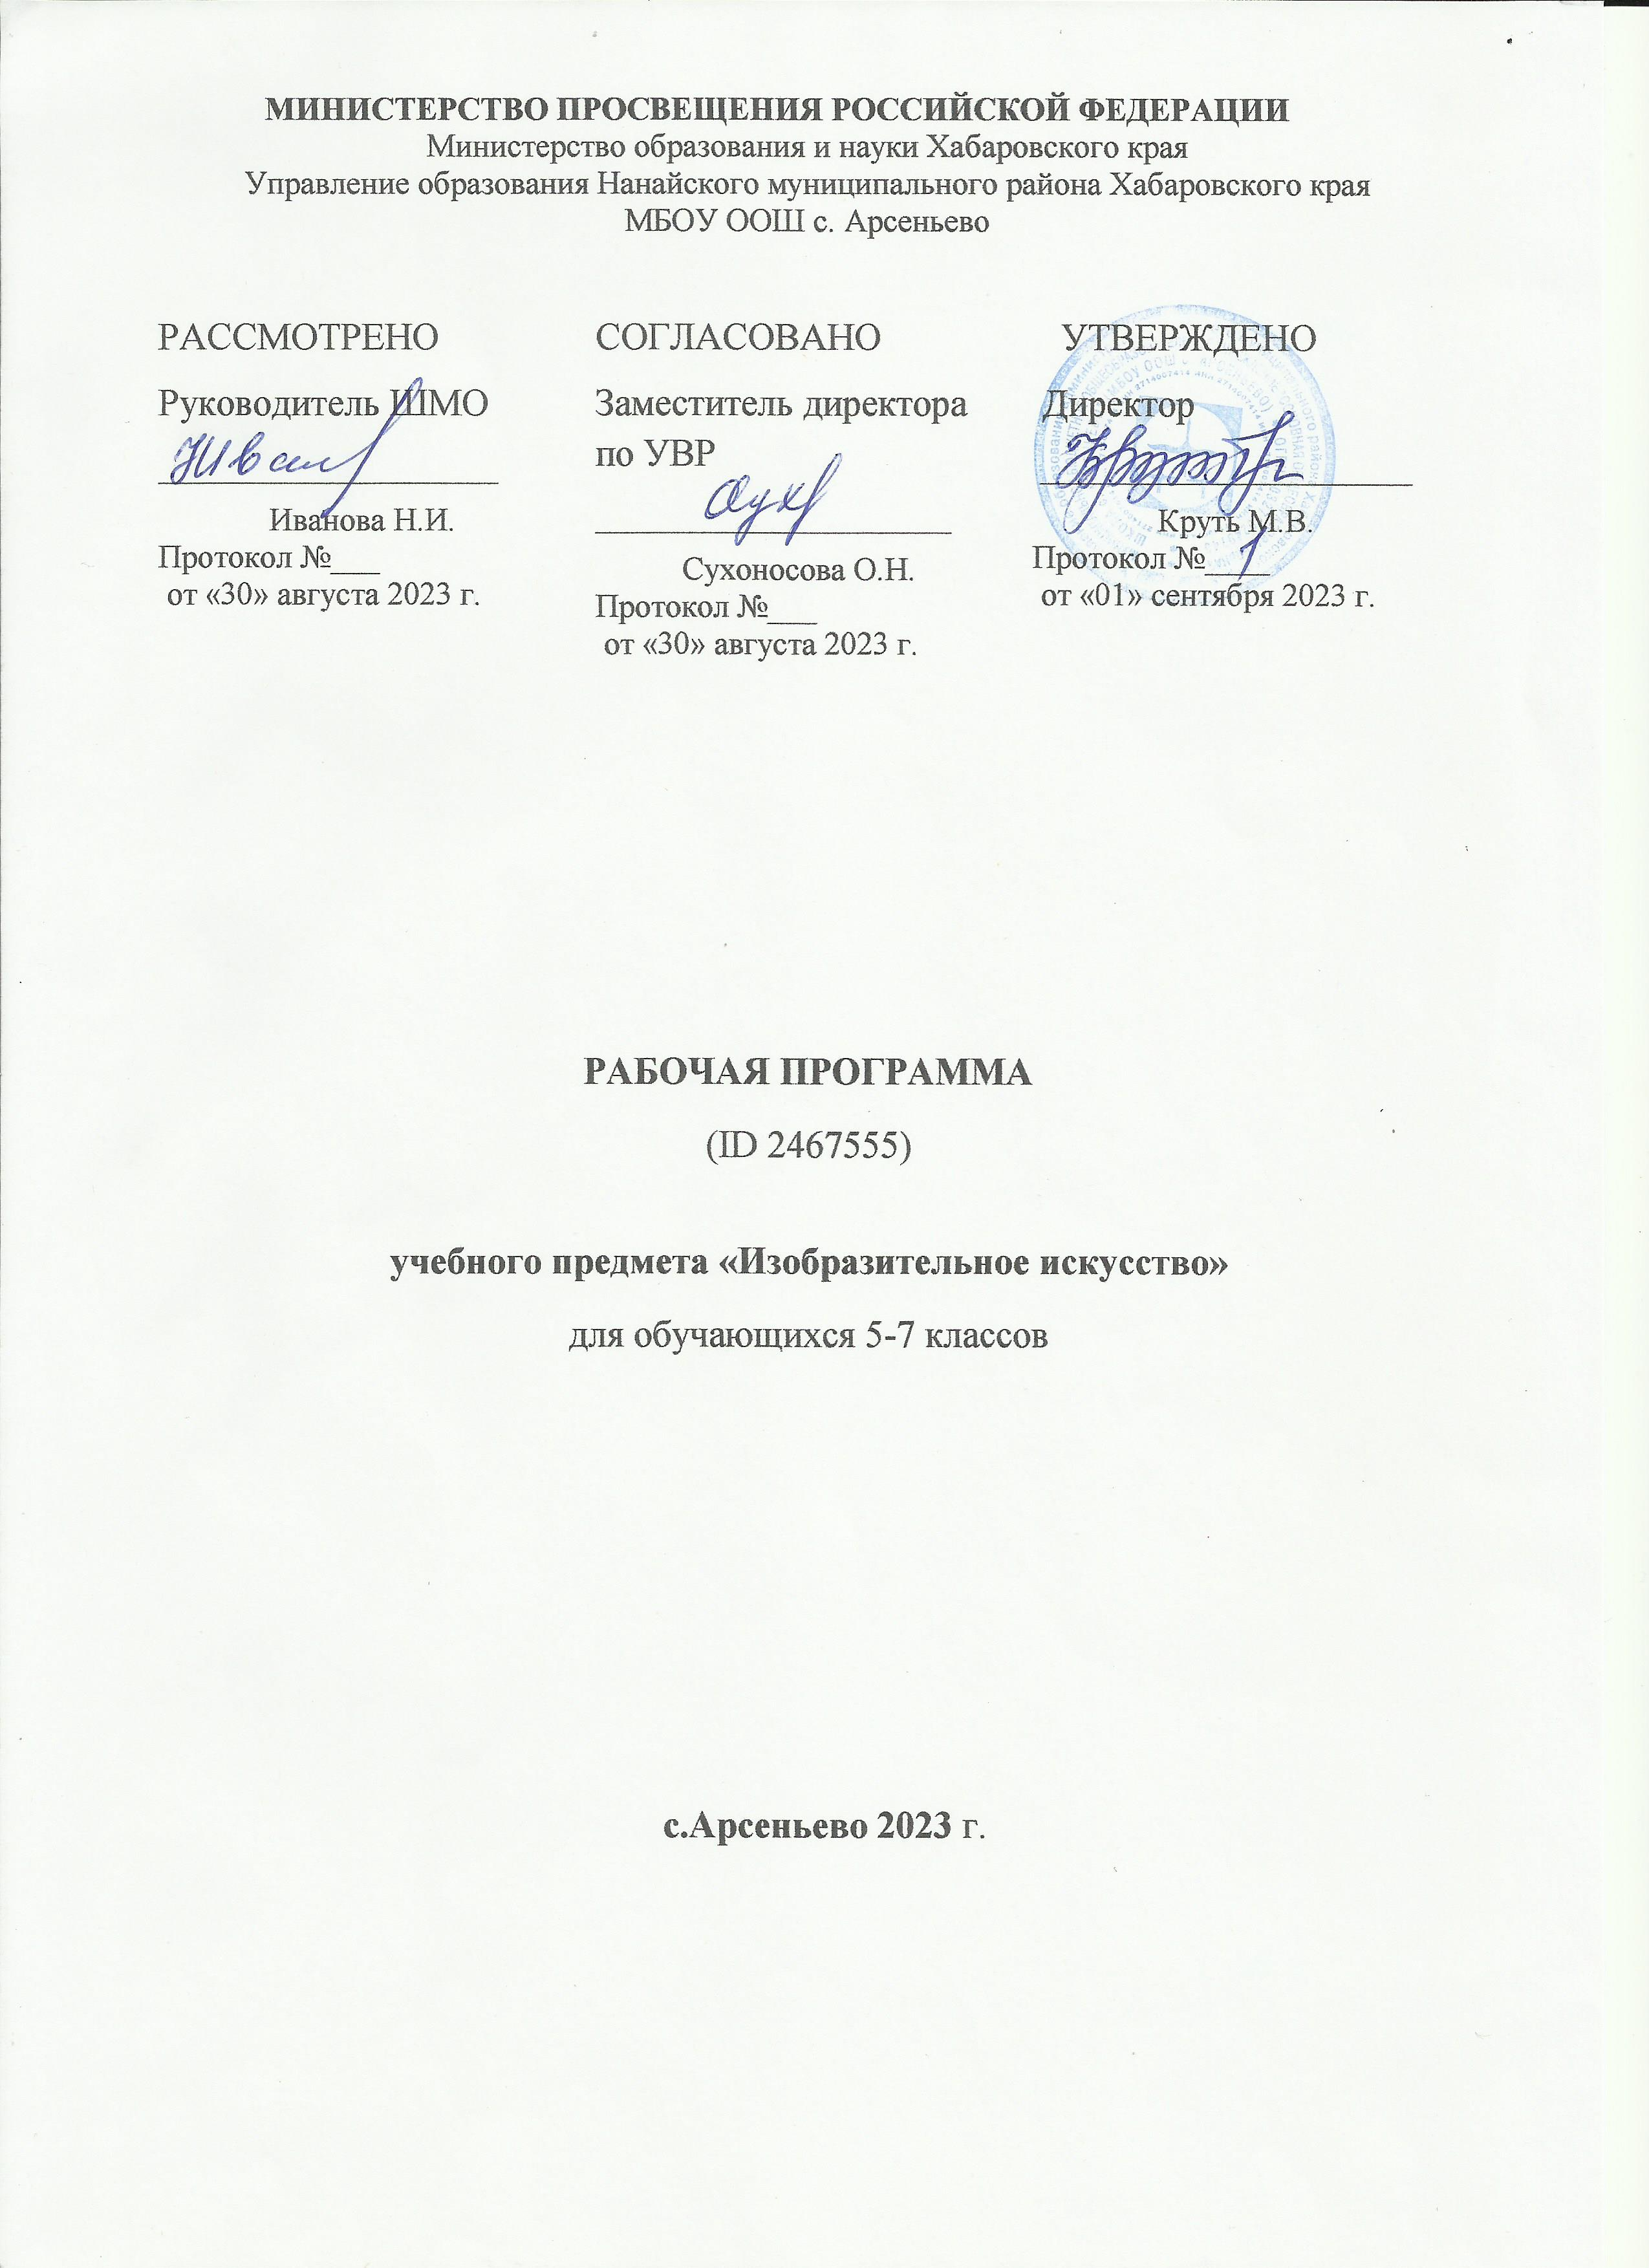 МИНИСТЕРСТВО ПРОСВЕЩЕНИЯ РОССИЙСКОЙ ФЕДЕРАЦИИ
Министерство образования и науки Хабаровского края
Управление образования Нанайского муниципального района Хабаровского края
МБОУ ООШ с. Арсеньево
РАССМОТРЕНО
Руководитель ШМО
Иванова Н.И.
Протокол №___
от «30» августа 2023 г.
СОГЛАСОВАНО
Заместитель директора
по УВР
Сухоносова О.Н.
Протокол №___
от «30» августа 2023 г.
УТВЕРЖДЕНО
Директор
Круть М.В.
Протокол № 1
от «01» сентября 2023 г.
РАБОЧАЯ ПРОГРАММА
(ID 2467555)
учебного предмета «Изобразительное искусство»
для обучающихся 5-7 классов
с.Арсеньево 2023 г.